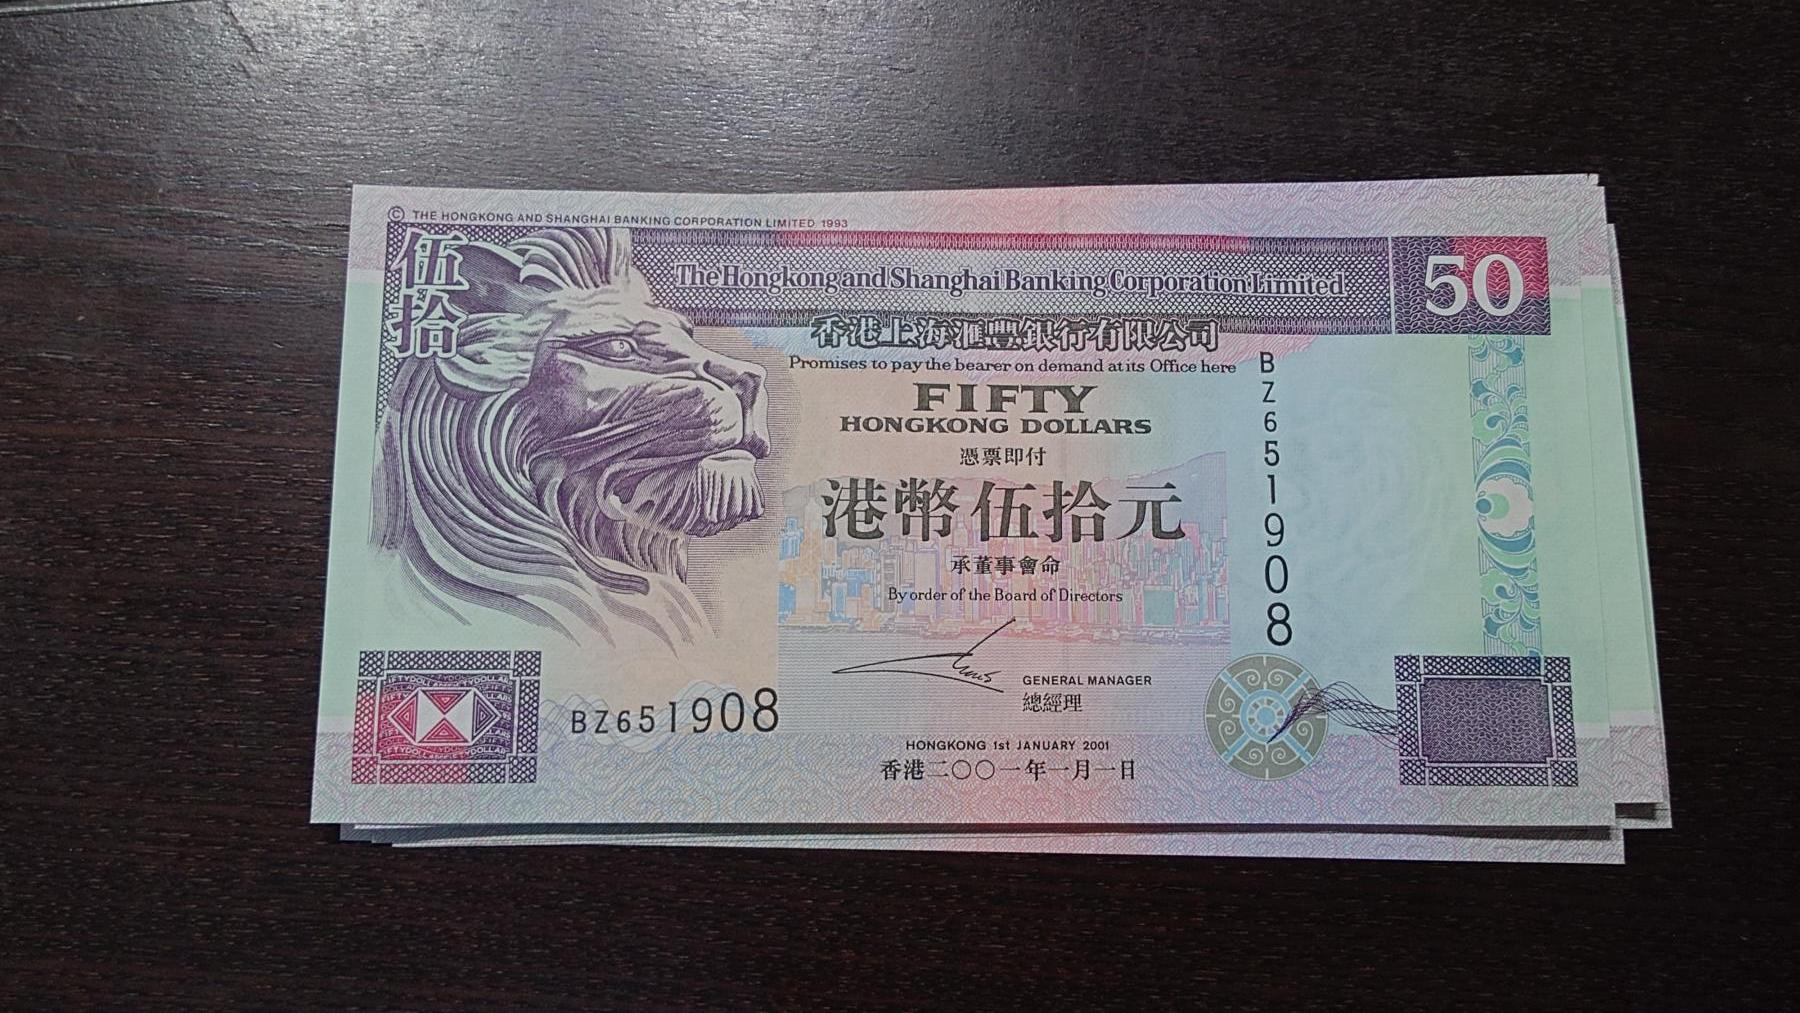 © THE HONGKONG AND SHANGHAI BANKING CORPORATION LIMITED 1993
伍拾
The Hongkong and Shanghai Banking Corporation Limited
50
香港上海滙豐銀行有限公司
Promises to pay the bearer on demand at its Office here
FIFTY
HONGKONG DOLLARS
憑票即付
港幣伍拾元
承董事會命
By order of the Board of Directors
BZ651908
GENERAL MANAGER
總經理
BZ651908
HONGKONG 1st JANUARY 2001
香港二〇〇一年一月一日